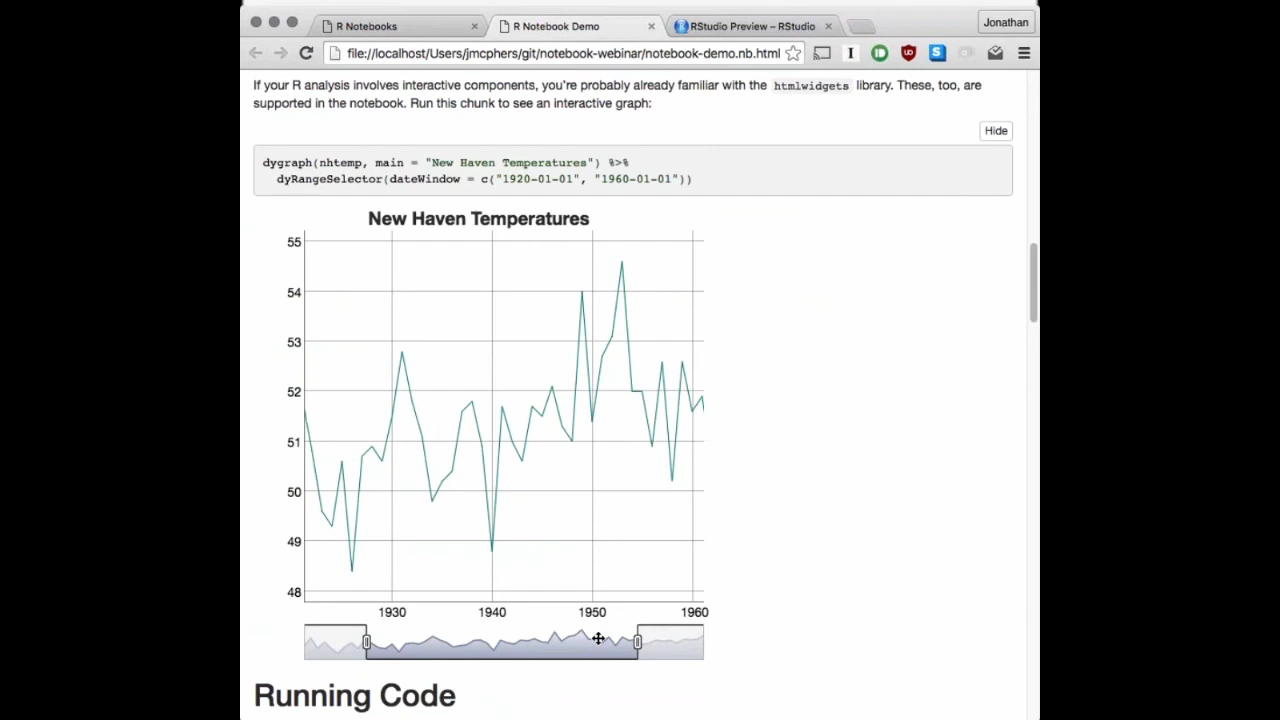 R Notebooks
R Notebook Demo
RStudio Preview – RStudio
Jonathan
file://localhost/Users/jmcphers/git/notebook-webinar/notebook-demo.nb.html
If your R analysis involves interactive components, you're probably already familiar with the htmlwidgets library. These, too, are
supported in the notebook. Run this chunk to see an interactive graph:
Hide
dygraph(nhtemp, main = "New Haven Temperatures") %>%
dyRangeSelector(dateWindow = c("1920-01-01", "1960-01-01"))
New Haven Temperatures
55
54
53
52
51
50
49
48
1930 1940 1950 1960
Running Code